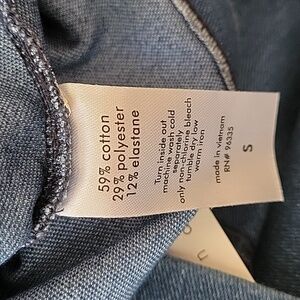 59% cotton
29% polyester
12% elastane
Turn inside out
machine wash cold
separately
only non-chlorine bleach
tumble dry low
warm iron
made in vietnam
RN# 96335
S